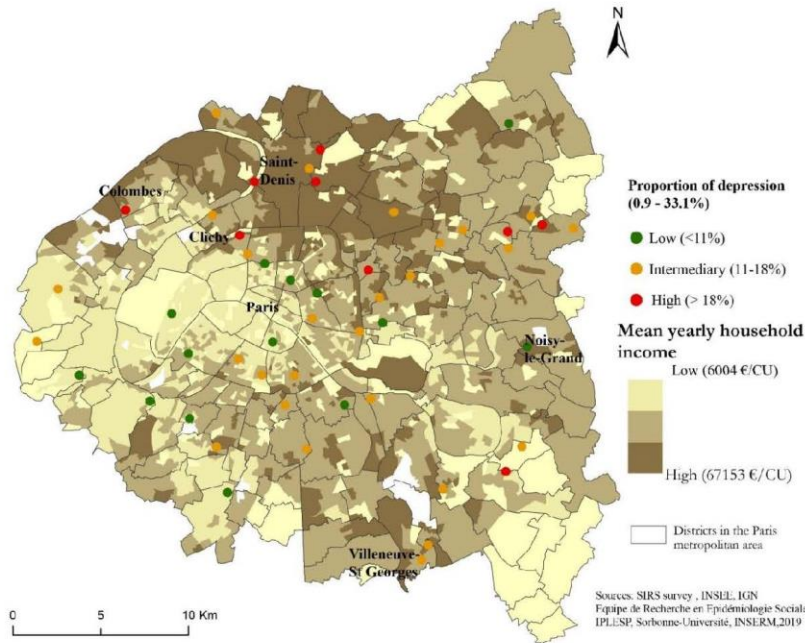 N
Saint-
Denis
Colombes
Clichy
Paris
Noisy-
le-Grand
Villeneuve-
St Georges
0 5 10 Km
Proportion of depression
(0.9 - 33.1%)
Low (<11%)
Intermediary (11-18%)
High (> 18%)
Mean yearly household
income
Low (6004 €/CU)
High (67153 €/CU)
Districts in the Paris
metropolitan area
Sources: SIRS survey , INSEE, IGN
Equipe de Recherche en Epidémiologie Sociale
IPLESP, Sorbonne-Université, INSERM,2019